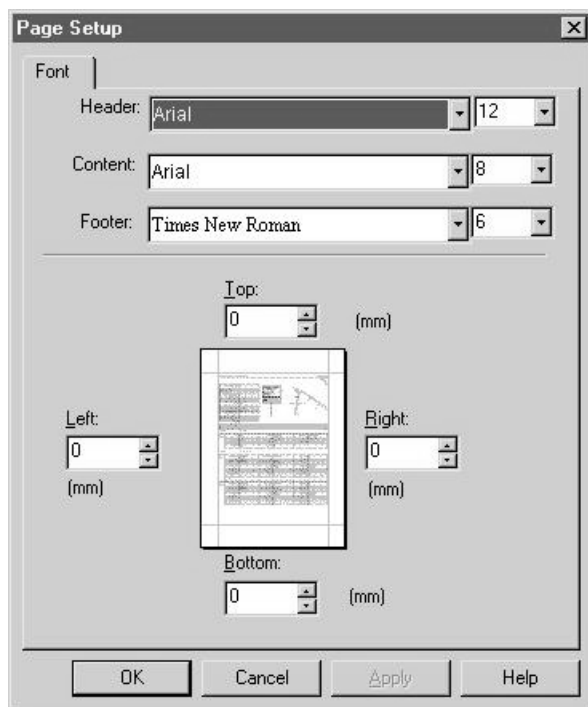 Page Setup
Font
Header: Arial 12
Content: Arial 8
Footer: Times New Roman 6
Top:
0 (mm)
Left: Right:
0 0
(mm) (mm)
Bottom:
0 (mm)
OK Cancel Apply Help